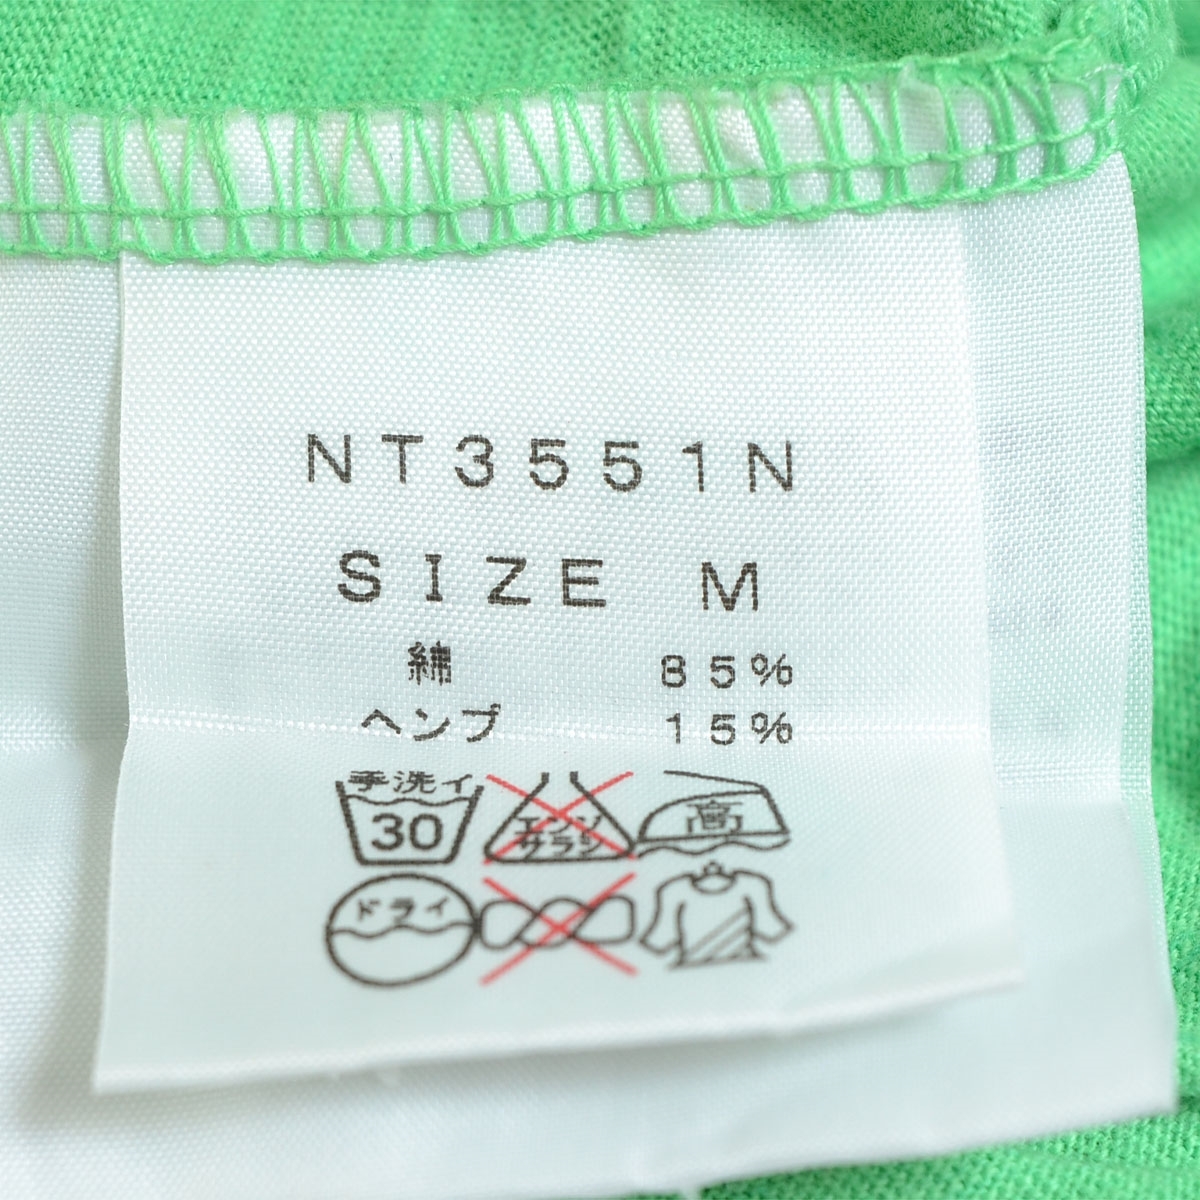 NT3551N
SIZE M
綿 85%
ヘンプ 15%
手洗イ
30
エンソ
サラシ
高
ドライ